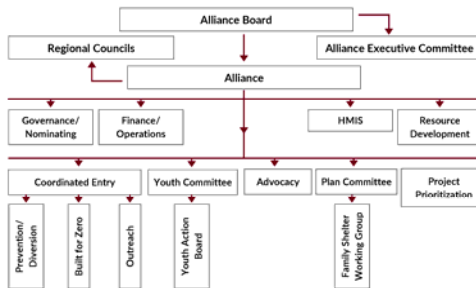 Alliance Board
Regional Councils
Alliance Executive Committee
Alliance
Governance/
Nominating
Finance/
Operations
HMIS
Resource
Development
Coordinated Entry
Youth Committee
Advocacy
Plan Committee
Project
Prioritization
Prevention/
Diversion
Built for Zero
Outreach
Youth Action
Board
Family Shelter
Working Group